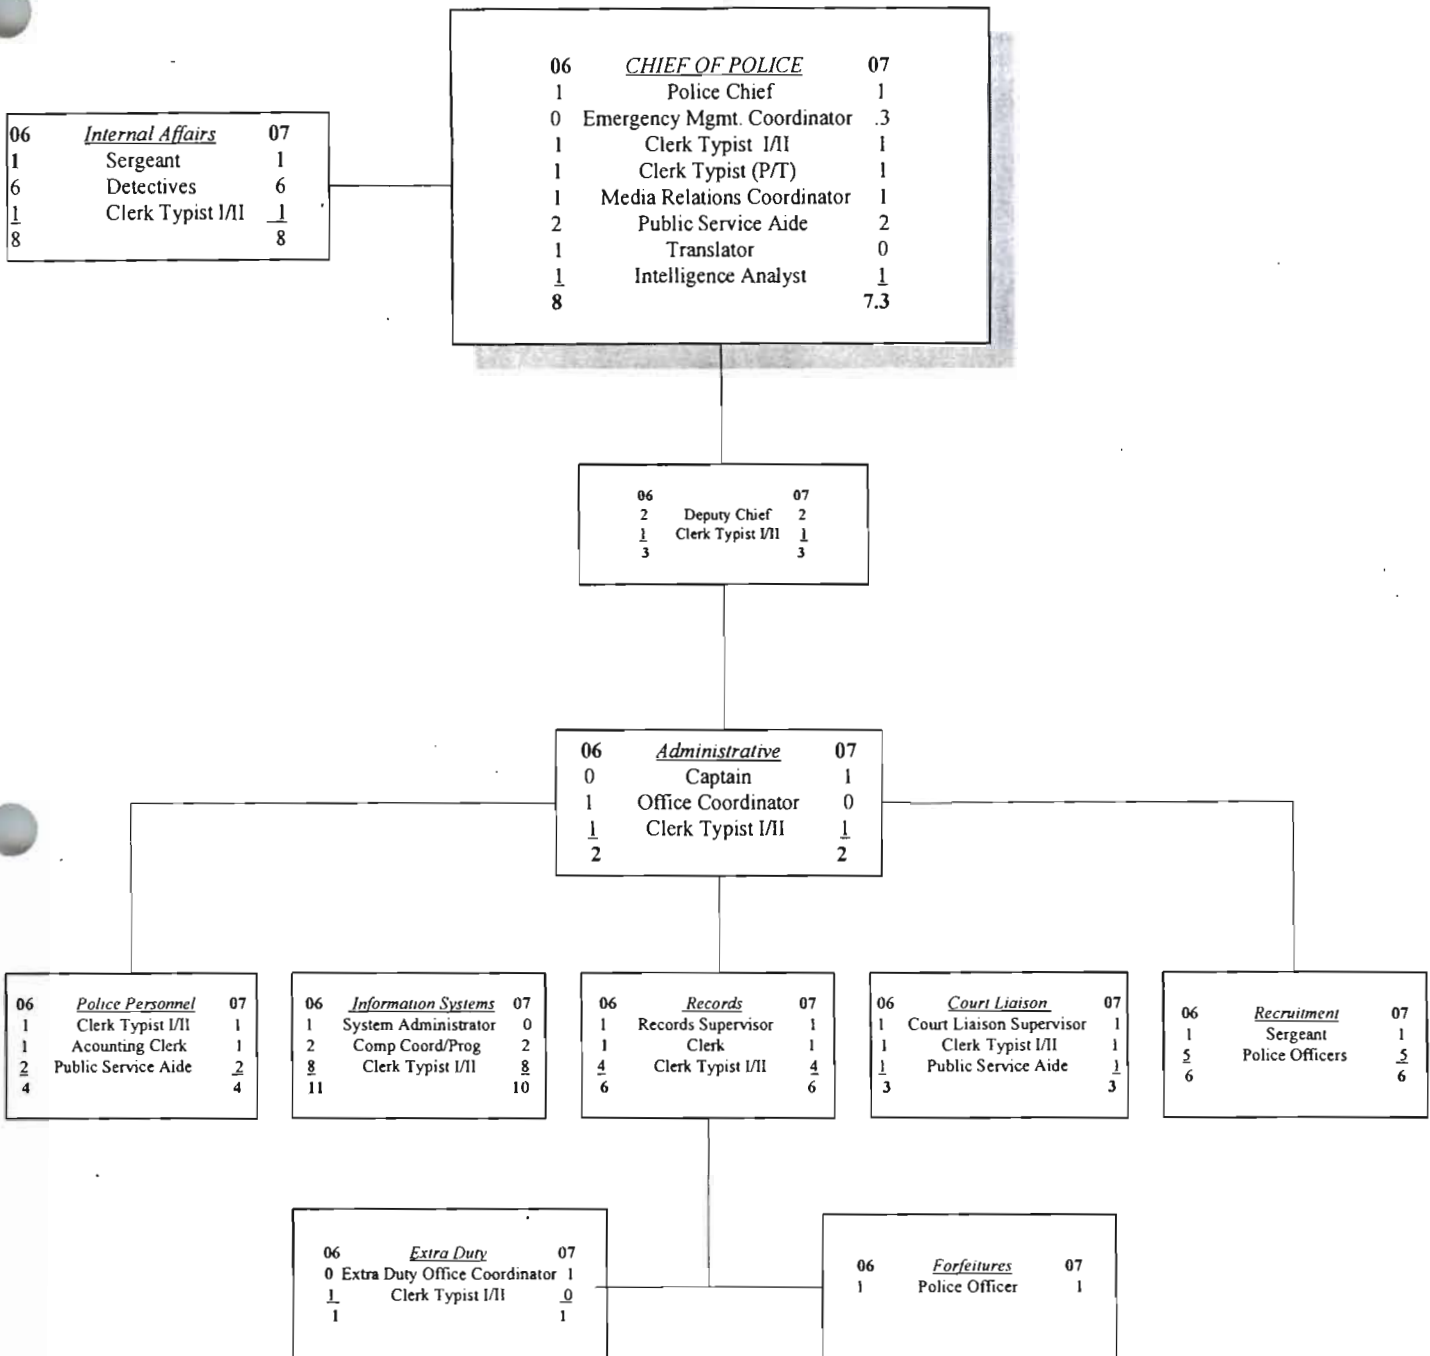 06 CHIEF OF POLICE 07
1 Police Chief 1
0 Emergency Mgmt. Coordinator .3
1 Clerk Typist I/II 1
1 Clerk Typist (P/T) 1
1 Media Relations Coordinator 1
2 Public Service Aide 2
1 Translator 0
1 Intelligence Analyst 1
8 7.3
06 Internal Affairs 07
1 Sergeant 1
6 Detectives 6
1 Clerk Typist I/II 1
8 8
06 07
2 Deputy Chief 2
1 Clerk Typist I/II 1
3 3
06 Administrative 07
0 Captain 1
1 Office Coordinator 0
1 Clerk Typist I/II 1
2 2
06 Police Personnel 07
1 Clerk Typist I/II 1
1 Acounting Clerk 1
2 Public Service Aide 2
4 4
06 Information Systems 07
1 System Administrator 0
2 Comp Coord/Prog 2
8 Clerk Typist I/II 8
11 10
06 Records 07
1 Records Supervisor 1
1 Clerk 1
4 Clerk Typist I/II 4
6 6
06 Court Liaison 07
1 Court Liaison Supervisor 1
1 Clerk Typist I/II 1
1 Public Service Aide 1
3 3
06 Recruitment 07
1 Sergeant 1
5 Police Officers 5
6 6
06 Extra Duty 07
0 Extra Duty Office Coordinator 1
1 Clerk Typist I/II 0
1 1
06 Forfeitures 07
1 Police Officer 1